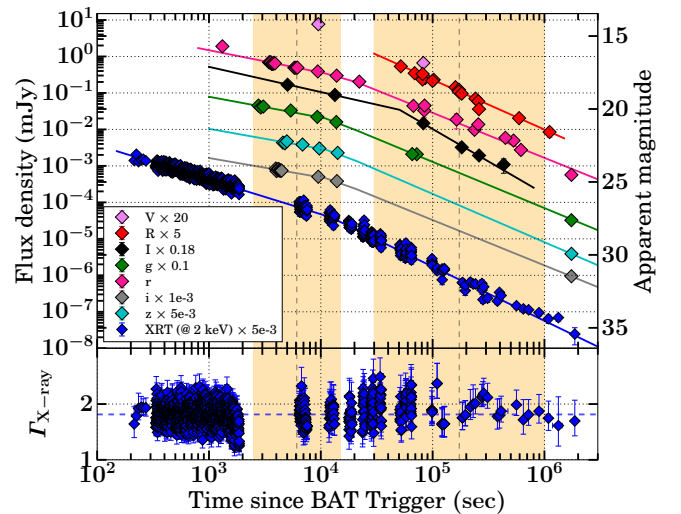 Flux density (mJy)
10¹
10⁰
10⁻¹
10⁻²
10⁻³
10⁻⁴
10⁻⁵
10⁻⁶
10⁻⁷
10⁻⁸
Apparent magnitude
15
20
25
30
35
V × 20
R × 5
I × 0.18
g × 0.1
r
i × 1e-3
z × 5e-3
XRT (@ 2 keV) × 5e-3
Γ_X−ray
2
1
10² 10³ 10⁴ 10⁵ 10⁶
Time since BAT Trigger (sec)